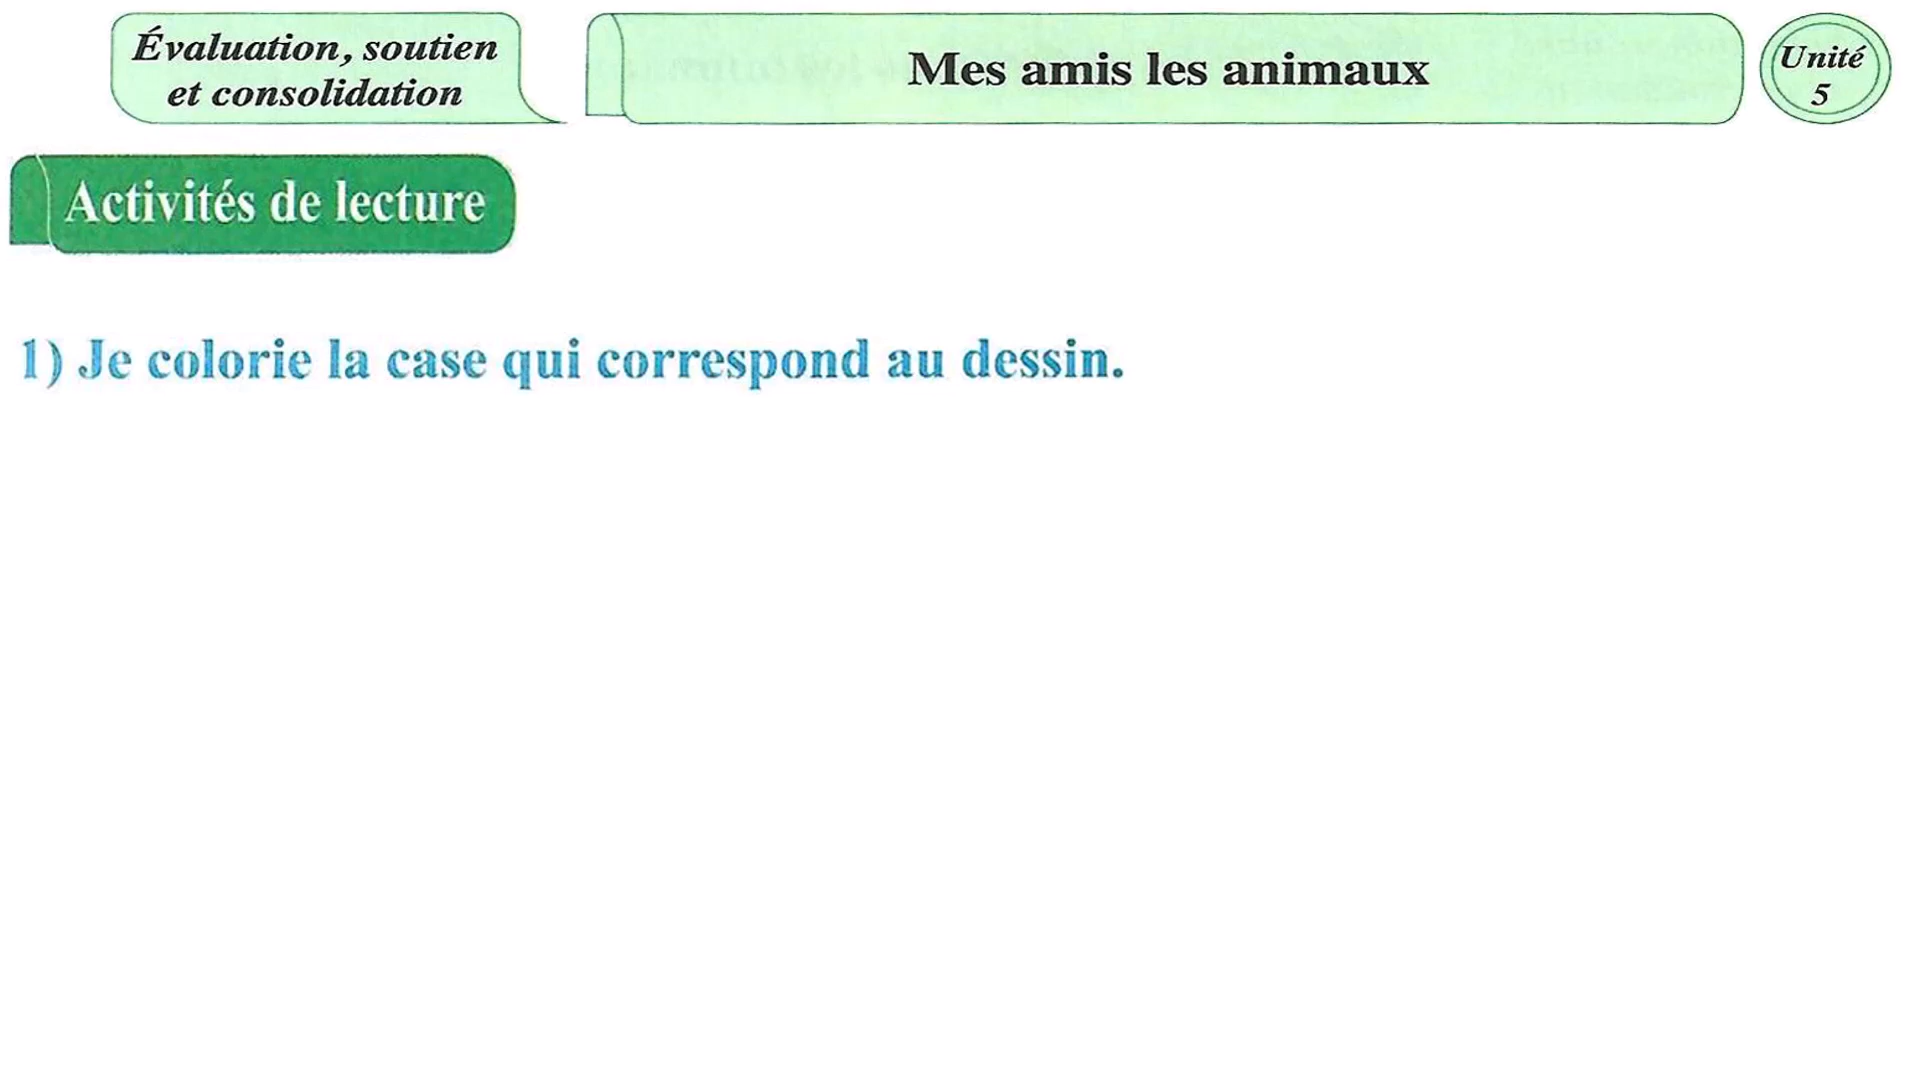 Évaluation, soutien
et consolidation
Mes amis les animaux
Unité
5
Activités de lecture
1) Je colorie la case qui correspond au dessin.